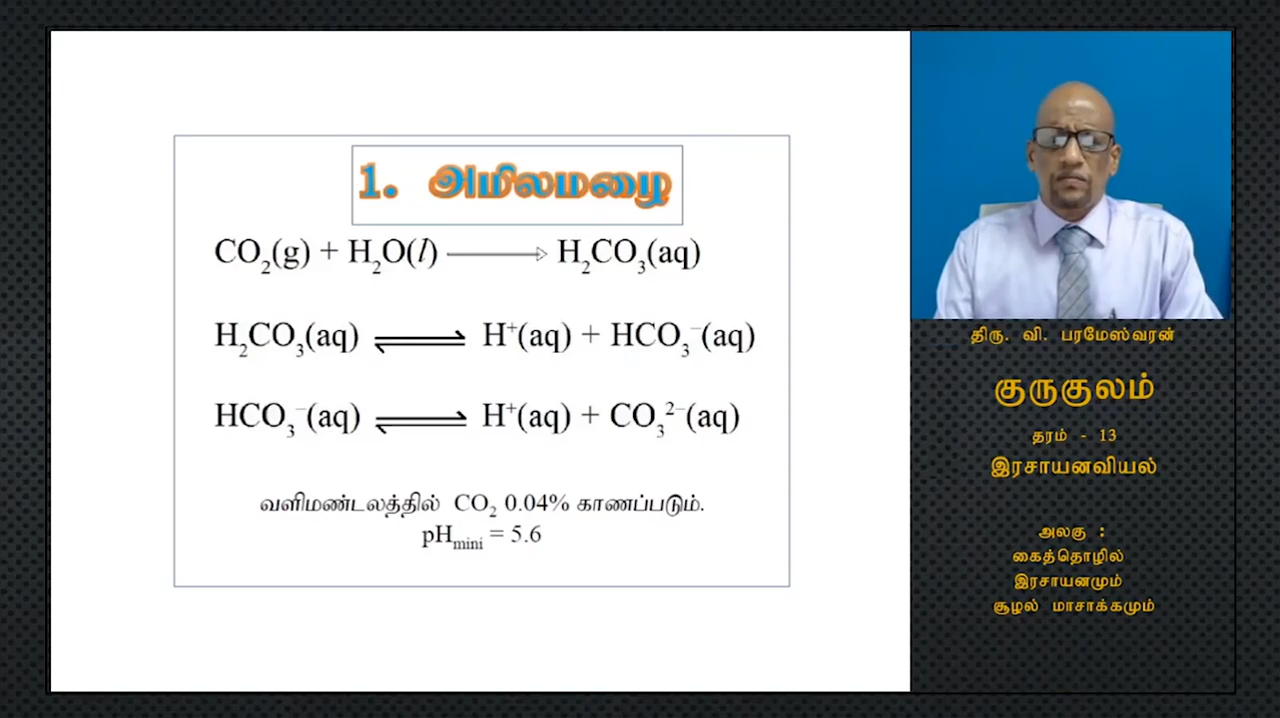 1. அமிலமழை
CO₂(g) + H₂O(l) ⟶ H₂CO₃(aq)
H₂CO₃(aq) ⇌ H⁺(aq) + HCO₃⁻(aq)
HCO₃⁻(aq) ⇌ H⁺(aq) + CO₃²⁻(aq)
வளிமண்டலத்தில் CO₂ 0.04% காணப்படும்.
pHmini = 5.6
திரு. வி. பரமேஸ்வரன்
குருகுலம்
தரம் - 13
இரசாயனவியல்
அலகு :
கைத்தொழில்
இரசாயனமும்
சூழல் மாசாக்கமும்